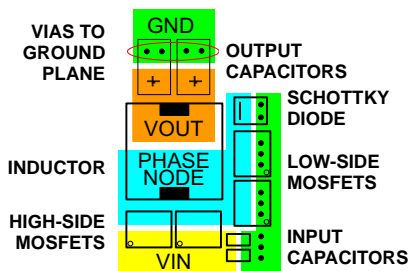 GND
VIAS TO
GROUND
PLANE
OUTPUT
CAPACITORS
+ +
SCHOTTKY
DIODE
VOUT
INDUCTOR
PHASE
NODE
LOW-SIDE
MOSFETS
HIGH-SIDE
MOSFETS
INPUT
CAPACITORS
VIN